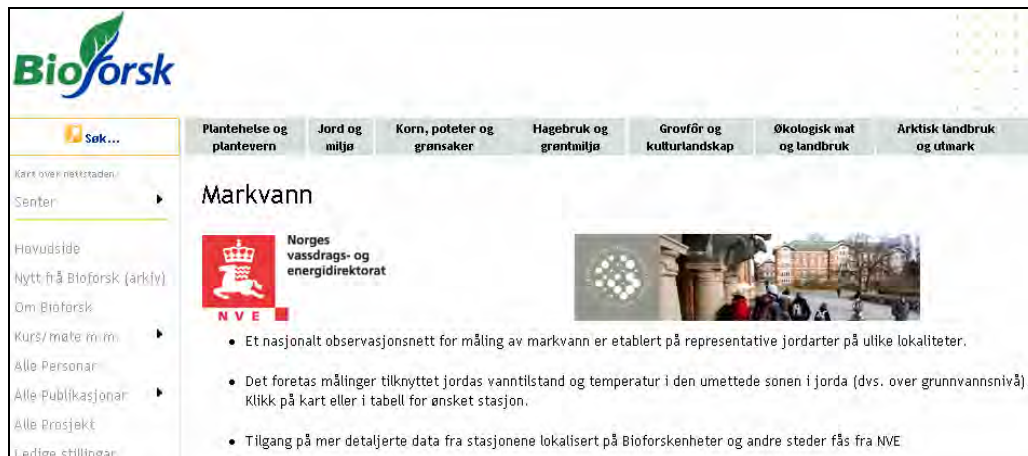 Bioforsk
Søk...
Plantehelse og
plantevern
Jord og
miljø
Korn, poteter og
grønsaker
Hagebruk og
grøntmiljø
Grovfôr og
kulturlandskap
Økologisk mat
og landbruk
Arktisk landbruk
og utmark
Kart over nettstaden
Senter
Hovudside
Nytt frå Bioforsk (arkiv)
Om Bioforsk
Kurs/møte m.m.
Alle Personar
Alle Publikasjonar
Alle Prosjekt
Ledige stillingar
Markvann
Norges
vassdrags- og
energidirektorat
NVE
• Et nasjonalt observasjonsnett for måling av markvann er etablert på representative jordarter på ulike lokaliteter.
• Det foretas målinger tilknyttet jordas vanntilstand og temperatur i den umettede sonen i jorda (dvs. over grunnvannsnivå)
Klikk på kart eller i tabell for ønsket stasjon.
• Tilgang på mer detaljerte data fra stasjonene lokalisert på Bioforskenheter og andre steder fås fra NVE